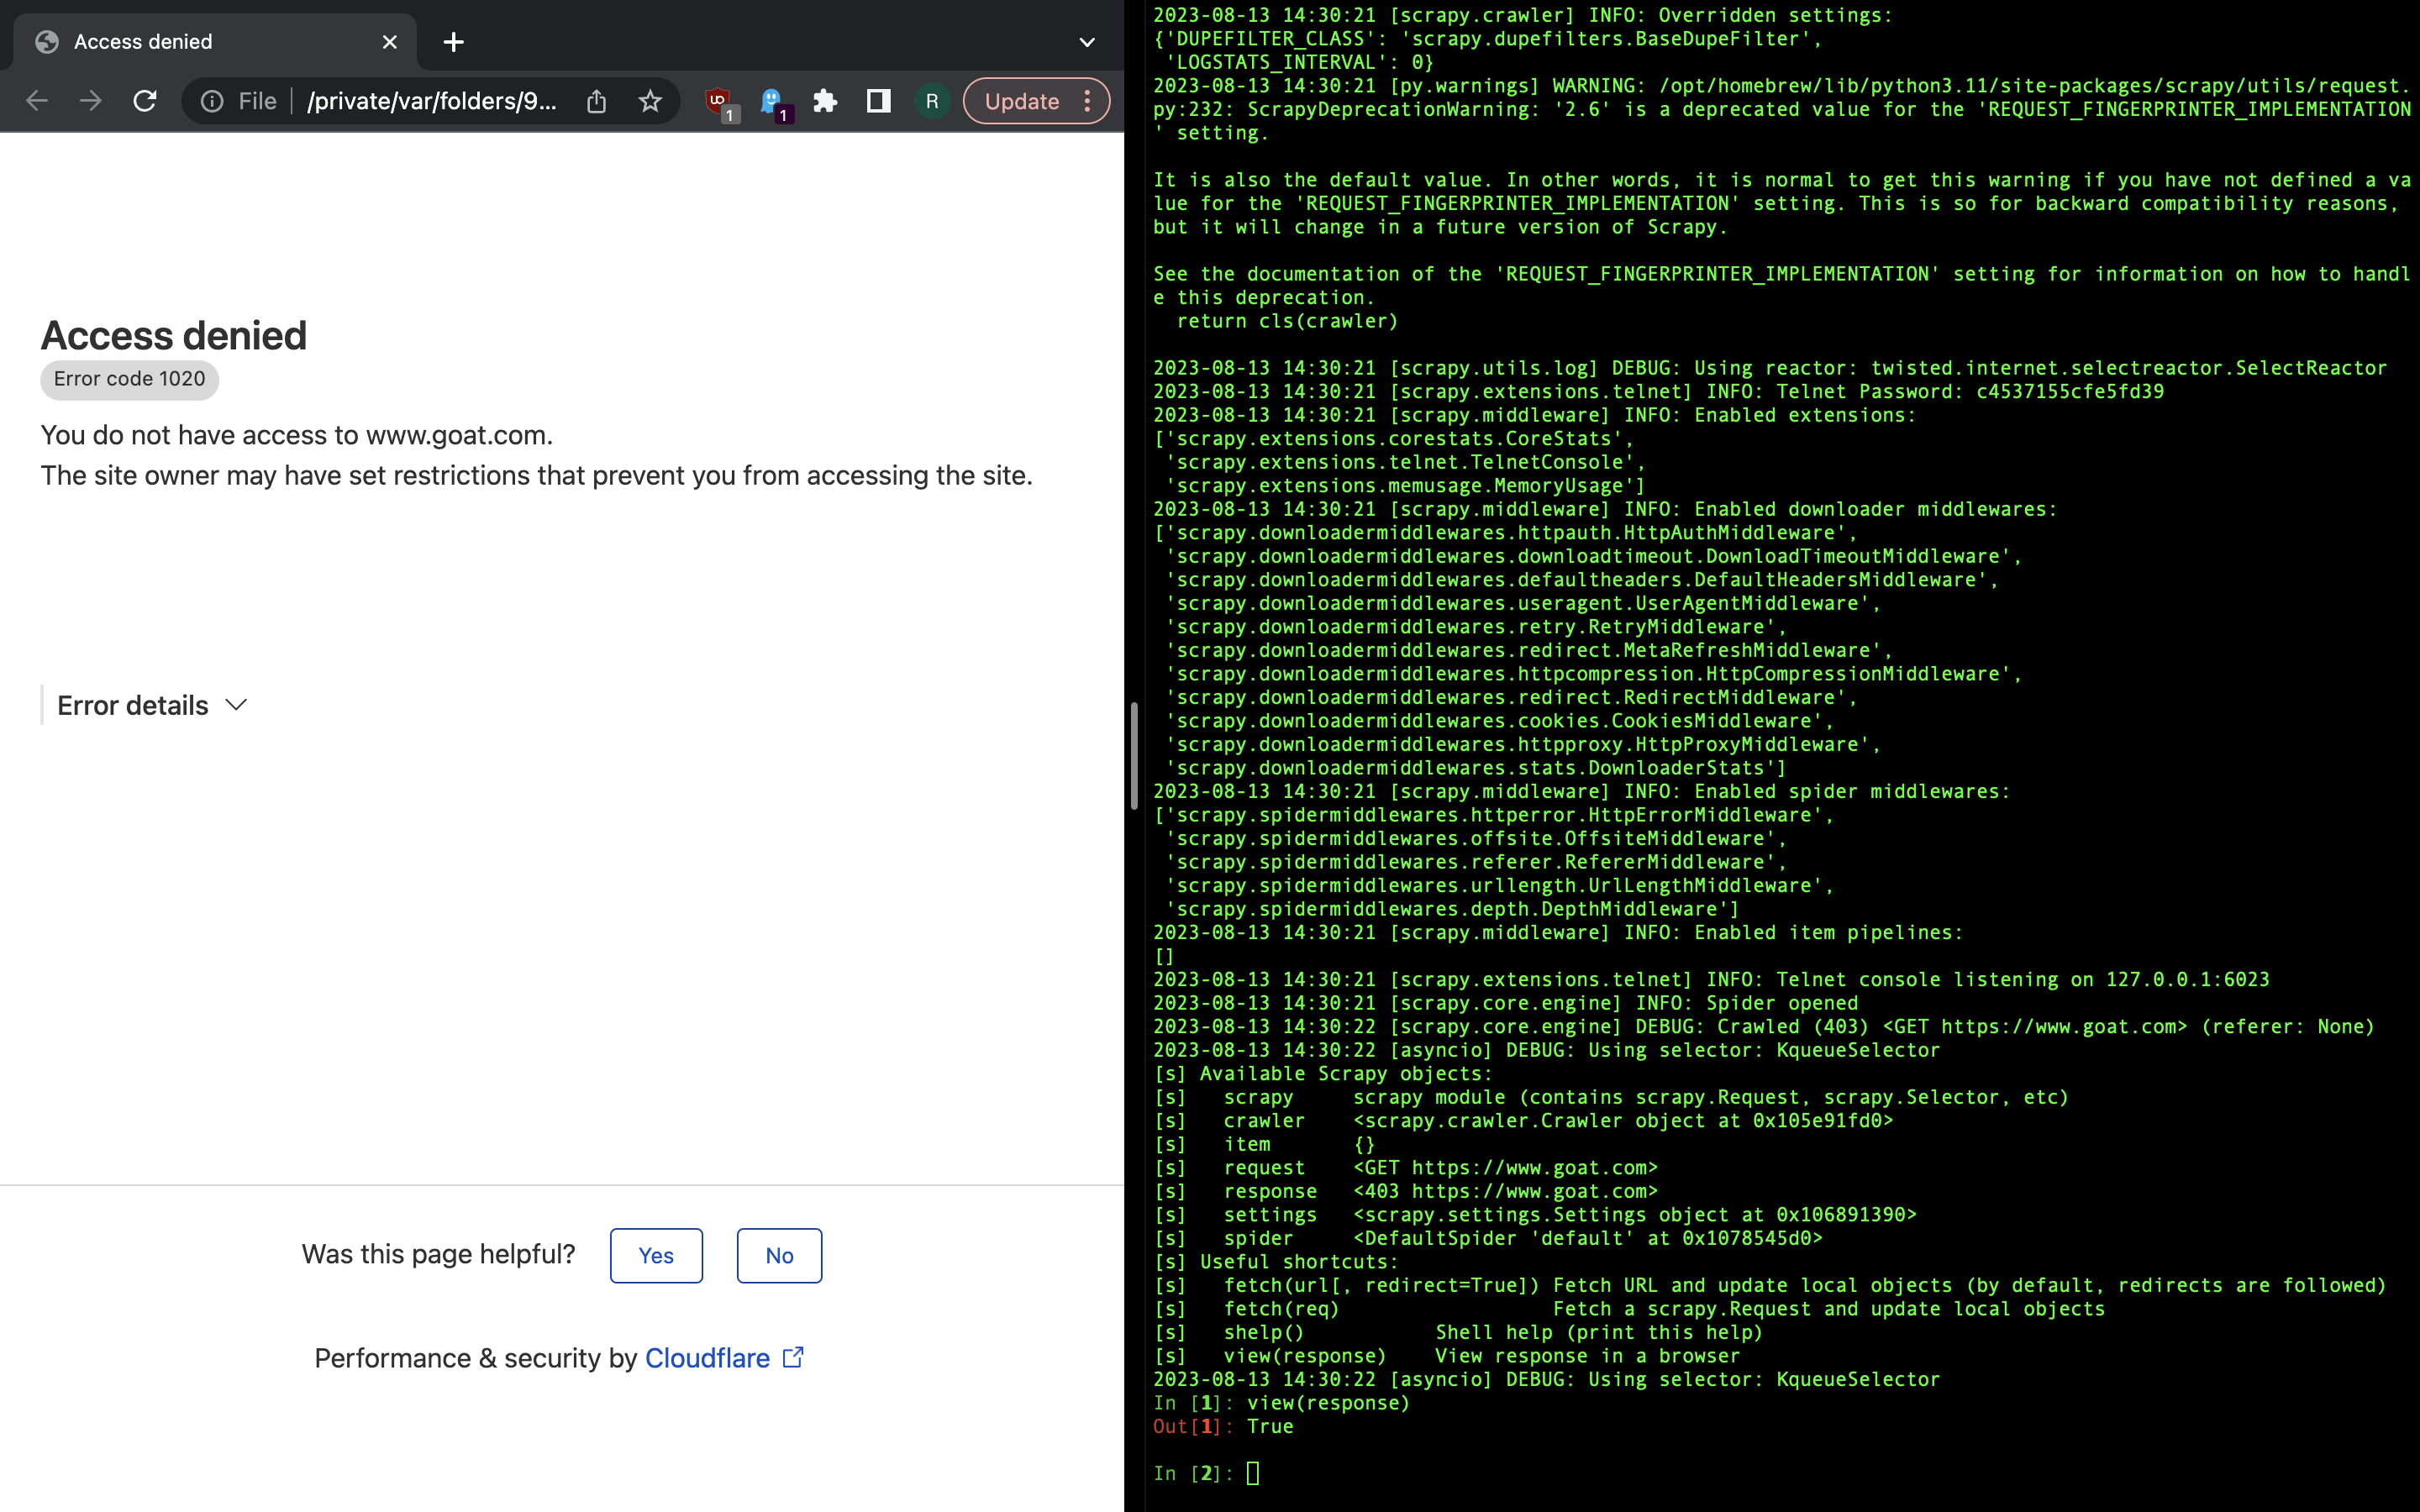 Access denied
File
/private/var/folders/9...
1
1
R
Update
Access denied
Error code 1020
You do not have access to www.goat.com.
The site owner may have set restrictions that prevent you from accessing the site.
Error details
Was this page helpful?
Yes
No
Performance & security by Cloudflare
2023-08-13 14:30:21 [scrapy.crawler] INFO: Overridden settings:
{'DUPEFILTER_CLASS': 'scrapy.dupefilters.BaseDupeFilter',
 'LOGSTATS_INTERVAL': 0}
2023-08-13 14:30:21 [py.warnings] WARNING: /opt/homebrew/lib/python3.11/site-packages/scrapy/utils/request.
py:232: ScrapyDeprecationWarning: '2.6' is a deprecated value for the 'REQUEST_FINGERPRINTER_IMPLEMENTATION
' setting.
It is also the default value. In other words, it is normal to get this warning if you have not defined a va
lue for the 'REQUEST_FINGERPRINTER_IMPLEMENTATION' setting. This is so for backward compatibility reasons,
but it will change in a future version of Scrapy.
See the documentation of the 'REQUEST_FINGERPRINTER_IMPLEMENTATION' setting for information on how to handl
e this deprecation.
  return cls(crawler)
2023-08-13 14:30:21 [scrapy.utils.log] DEBUG: Using reactor: twisted.internet.selectreactor.SelectReactor
2023-08-13 14:30:21 [scrapy.extensions.telnet] INFO: Telnet Password: c4537155cfe5fd39
2023-08-13 14:30:21 [scrapy.middleware] INFO: Enabled extensions:
['scrapy.extensions.corestats.CoreStats',
 'scrapy.extensions.telnet.TelnetConsole',
 'scrapy.extensions.memusage.MemoryUsage']
2023-08-13 14:30:21 [scrapy.middleware] INFO: Enabled downloader middlewares:
['scrapy.downloadermiddlewares.httpauth.HttpAuthMiddleware',
 'scrapy.downloadermiddlewares.downloadtimeout.DownloadTimeoutMiddleware',
 'scrapy.downloadermiddlewares.defaultheaders.DefaultHeadersMiddleware',
 'scrapy.downloadermiddlewares.useragent.UserAgentMiddleware',
 'scrapy.downloadermiddlewares.retry.RetryMiddleware',
 'scrapy.downloadermiddlewares.redirect.MetaRefreshMiddleware',
 'scrapy.downloadermiddlewares.httpcompression.HttpCompressionMiddleware',
 'scrapy.downloadermiddlewares.redirect.RedirectMiddleware',
 'scrapy.downloadermiddlewares.cookies.CookiesMiddleware',
 'scrapy.downloadermiddlewares.httpproxy.HttpProxyMiddleware',
 'scrapy.downloadermiddlewares.stats.DownloaderStats']
2023-08-13 14:30:21 [scrapy.middleware] INFO: Enabled spider middlewares:
['scrapy.spidermiddlewares.httperror.HttpErrorMiddleware',
 'scrapy.spidermiddlewares.offsite.OffsiteMiddleware',
 'scrapy.spidermiddlewares.referer.RefererMiddleware',
 'scrapy.spidermiddlewares.urllength.UrlLengthMiddleware',
 'scrapy.spidermiddlewares.depth.DepthMiddleware']
2023-08-13 14:30:21 [scrapy.middleware] INFO: Enabled item pipelines:
[]
2023-08-13 14:30:21 [scrapy.extensions.telnet] INFO: Telnet console listening on 127.0.0.1:6023
2023-08-13 14:30:21 [scrapy.core.engine] INFO: Spider opened
2023-08-13 14:30:22 [scrapy.core.engine] DEBUG: Crawled (403) <GET https://www.goat.com> (referer: None)
2023-08-13 14:30:22 [asyncio] DEBUG: Using selector: KqueueSelector
[s] Available Scrapy objects:
[s]   scrapy     scrapy module (contains scrapy.Request, scrapy.Selector, etc)
[s]   crawler    <scrapy.crawler.Crawler object at 0x105e91fd0>
[s]   item       {}
[s]   request    <GET https://www.goat.com>
[s]   response   <403 https://www.goat.com>
[s]   settings   <scrapy.settings.Settings object at 0x106891390>
[s]   spider     <DefaultSpider 'default' at 0x1078545d0>
[s] Useful shortcuts:
[s]   fetch(url[, redirect=True]) Fetch URL and update local objects (by default, redirects are followed)
[s]   fetch(req)                  Fetch a scrapy.Request and update local objects
[s]   shelp()           Shell help (print this help)
[s]   view(response)    View response in a browser
2023-08-13 14:30:22 [asyncio] DEBUG: Using selector: KqueueSelector
In [1]: view(response)
Out[1]: True
In [2]: